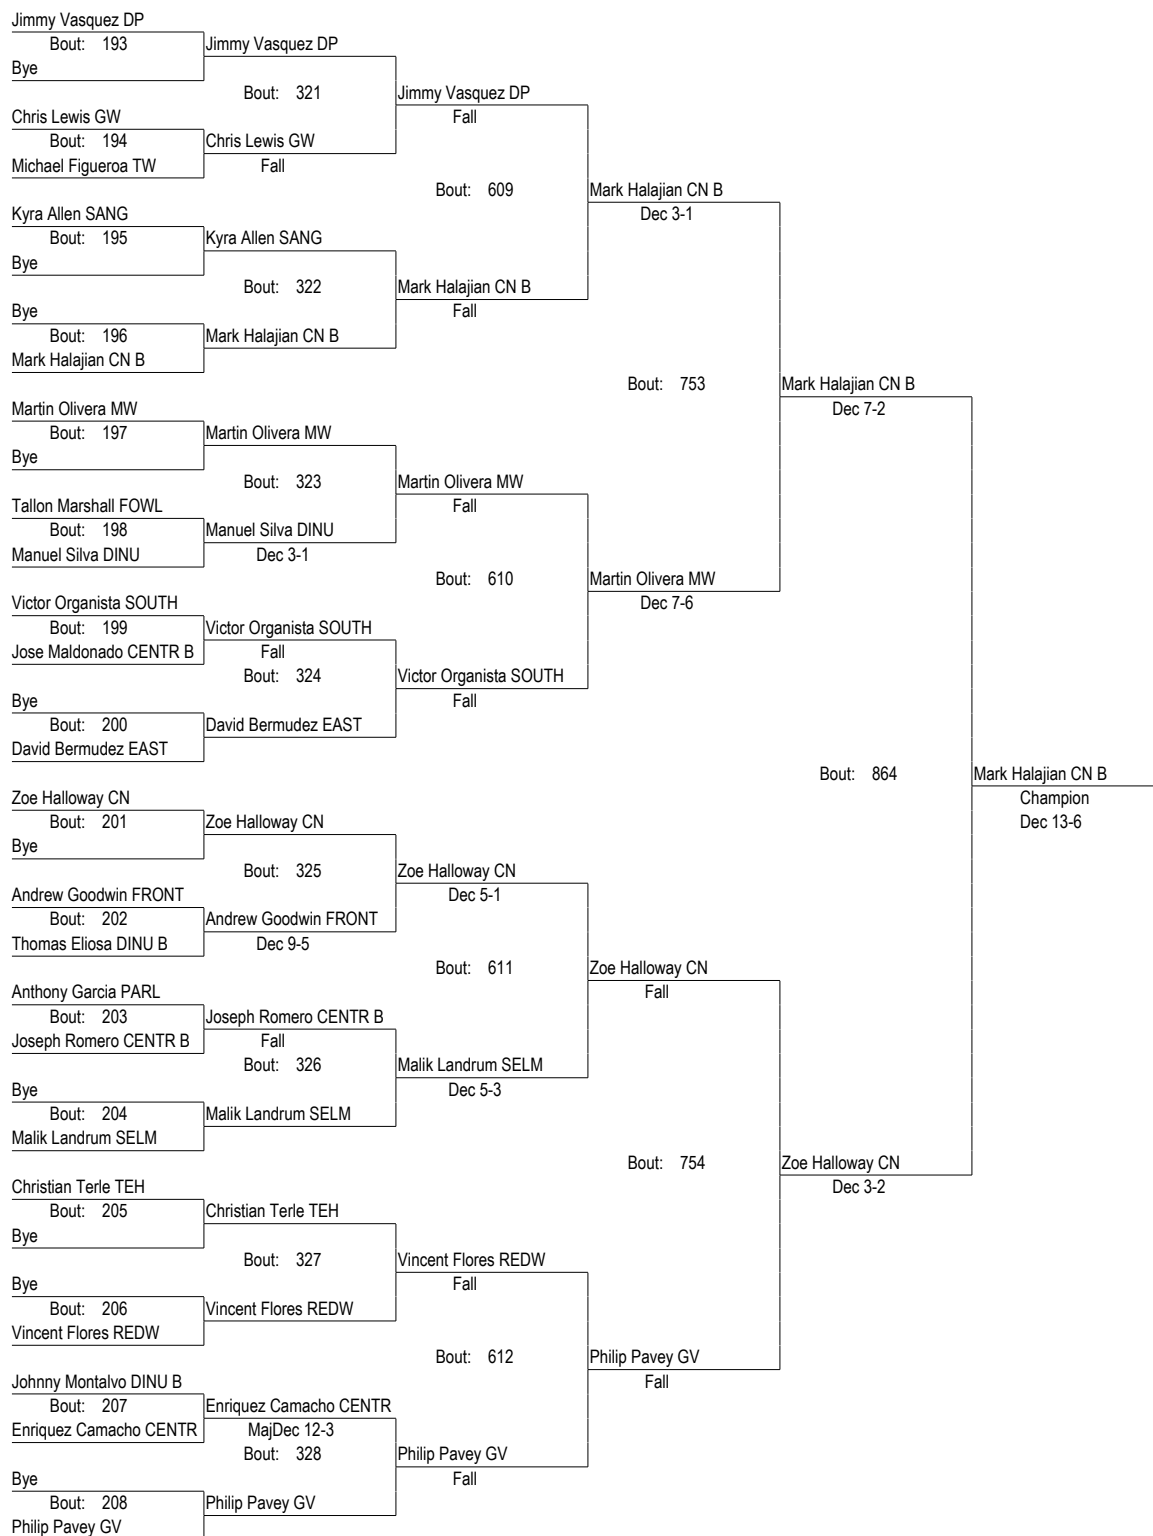 Jimmy Vasquez DP
Bout: 193
Jimmy Vasquez DP
Bye
Bout: 321
Jimmy Vasquez DP
Fall
Chris Lewis GW
Bout: 194
Chris Lewis GW
Michael Figueroa TW
Fall
Bout: 609
Mark Halajian CN B
Dec 3-1
Kyra Allen SANG
Bout: 195
Kyra Allen SANG
Bye
Bout: 322
Mark Halajian CN B
Fall
Bye
Bout: 196
Mark Halajian CN B
Mark Halajian CN B
Bout: 753
Mark Halajian CN B
Dec 7-2
Martin Olivera MW
Bout: 197
Martin Olivera MW
Bye
Bout: 323
Martin Olivera MW
Fall
Tallon Marshall FOWL
Bout: 198
Manuel Silva DINU
Manuel Silva DINU
Dec 3-1
Bout: 610
Martin Olivera MW
Dec 7-6
Victor Organista SOUTH
Bout: 199
Victor Organista SOUTH
Jose Maldonado CENTR B
Fall
Bout: 324
Victor Organista SOUTH
Fall
Bye
Bout: 200
David Bermudez EAST
David Bermudez EAST
Bout: 864
Mark Halajian CN B
Champion
Dec 13-6
Zoe Halloway CN
Bout: 201
Zoe Halloway CN
Bye
Bout: 325
Zoe Halloway CN
Dec 5-1
Andrew Goodwin FRONT
Bout: 202
Andrew Goodwin FRONT
Thomas Eliosa DINU B
Dec 9-5
Bout: 611
Zoe Halloway CN
Fall
Anthony Garcia PARL
Bout: 203
Joseph Romero CENTR B
Joseph Romero CENTR B
Fall
Bout: 326
Malik Landrum SELM
Dec 5-3
Bye
Bout: 204
Malik Landrum SELM
Malik Landrum SELM
Bout: 754
Zoe Halloway CN
Dec 3-2
Christian Terle TEH
Bout: 205
Christian Terle TEH
Bye
Bout: 327
Vincent Flores REDW
Fall
Bye
Bout: 206
Vincent Flores REDW
Vincent Flores REDW
Bout: 612
Philip Pavey GV
Fall
Johnny Montalvo DINU B
Bout: 207
Enriquez Camacho CENTR
Enriquez Camacho CENTR
MajDec 12-3
Bout: 328
Philip Pavey GV
Fall
Bye
Bout: 208
Philip Pavey GV
Philip Pavey GV